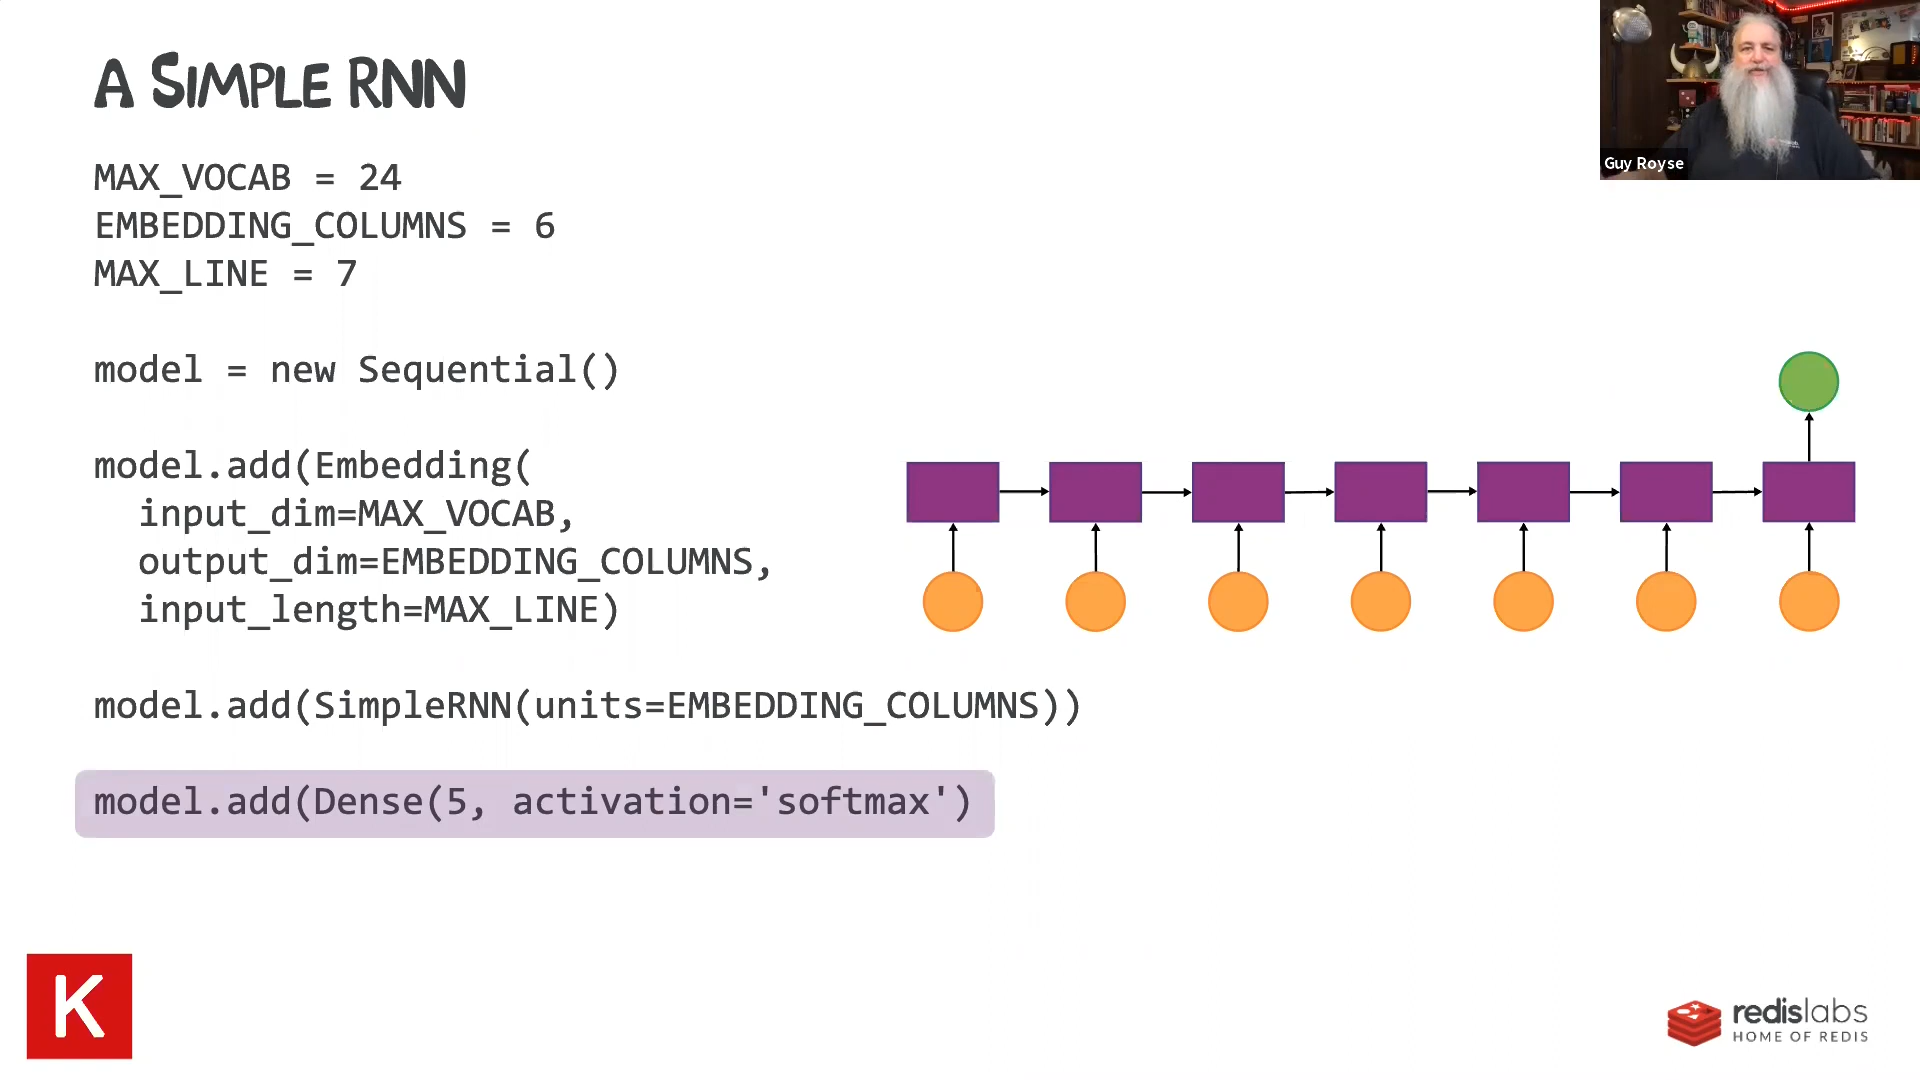 A SIMPLE RNN
Guy Royse
MAX_VOCAB = 24
EMBEDDING_COLUMNS = 6
MAX_LINE = 7
model = new Sequential()
model.add(Embedding(
  input_dim=MAX_VOCAB,
  output_dim=EMBEDDING_COLUMNS,
  input_length=MAX_LINE)
model.add(SimpleRNN(units=EMBEDDING_COLUMNS))
model.add(Dense(5, activation='softmax')
K
redislabs
HOME OF REDIS